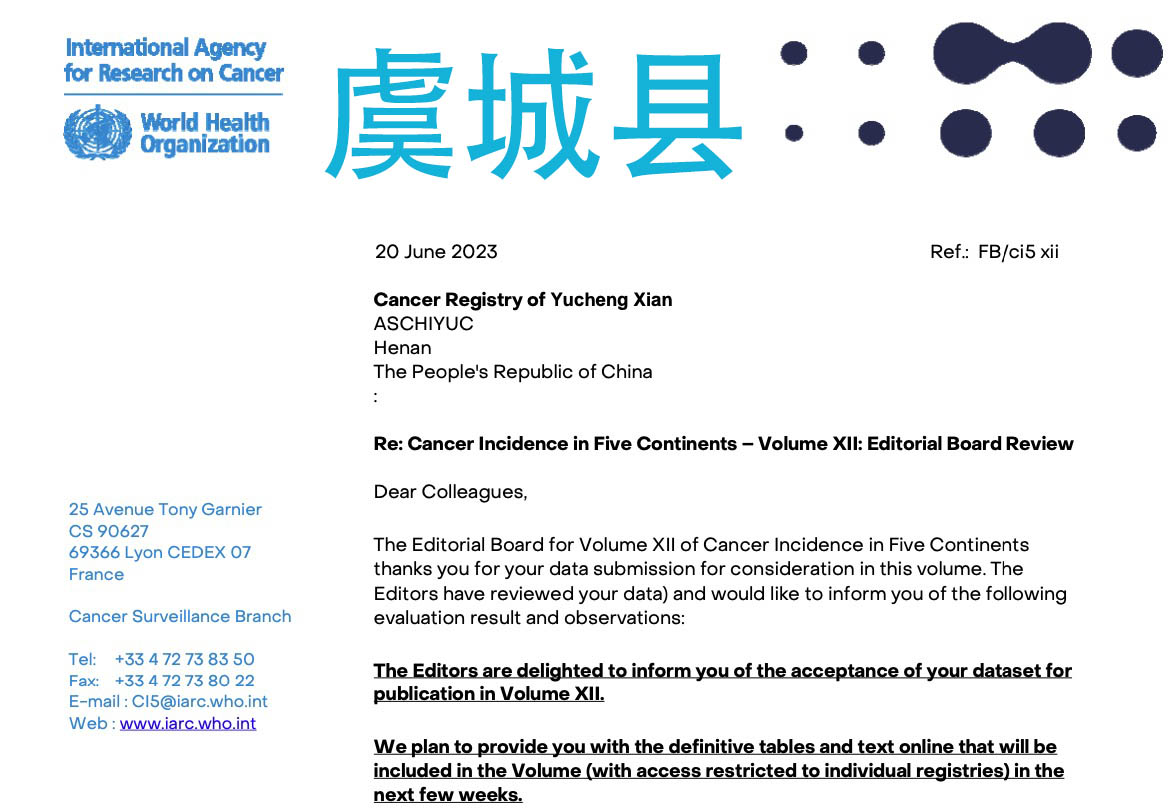 International Agency
for Research on Cancer
World Health
Organization
虞城县
20 June 2023 Ref.: FB/ci5 xii
Cancer Registry of Yucheng Xian
ASCHIYUC
Henan
The People's Republic of China
:
Re: Cancer Incidence in Five Continents – Volume XII: Editorial Board Review
Dear Colleagues,
The Editorial Board for Volume XII of Cancer Incidence in Five Continents
thanks you for your data submission for consideration in this volume. The
Editors have reviewed your data) and would like to inform you of the following
evaluation result and observations:
The Editors are delighted to inform you of the acceptance of your dataset for
publication in Volume XII.
We plan to provide you with the definitive tables and text online that will be
included in the Volume (with access restricted to individual registries) in the
next few weeks.
25 Avenue Tony Garnier
CS 90627
69366 Lyon CEDEX 07
France
Cancer Surveillance Branch
Tel: +33 4 72 73 83 50
Fax: +33 4 72 73 80 22
E-mail : CI5@iarc.who.int
Web : www.iarc.who.int